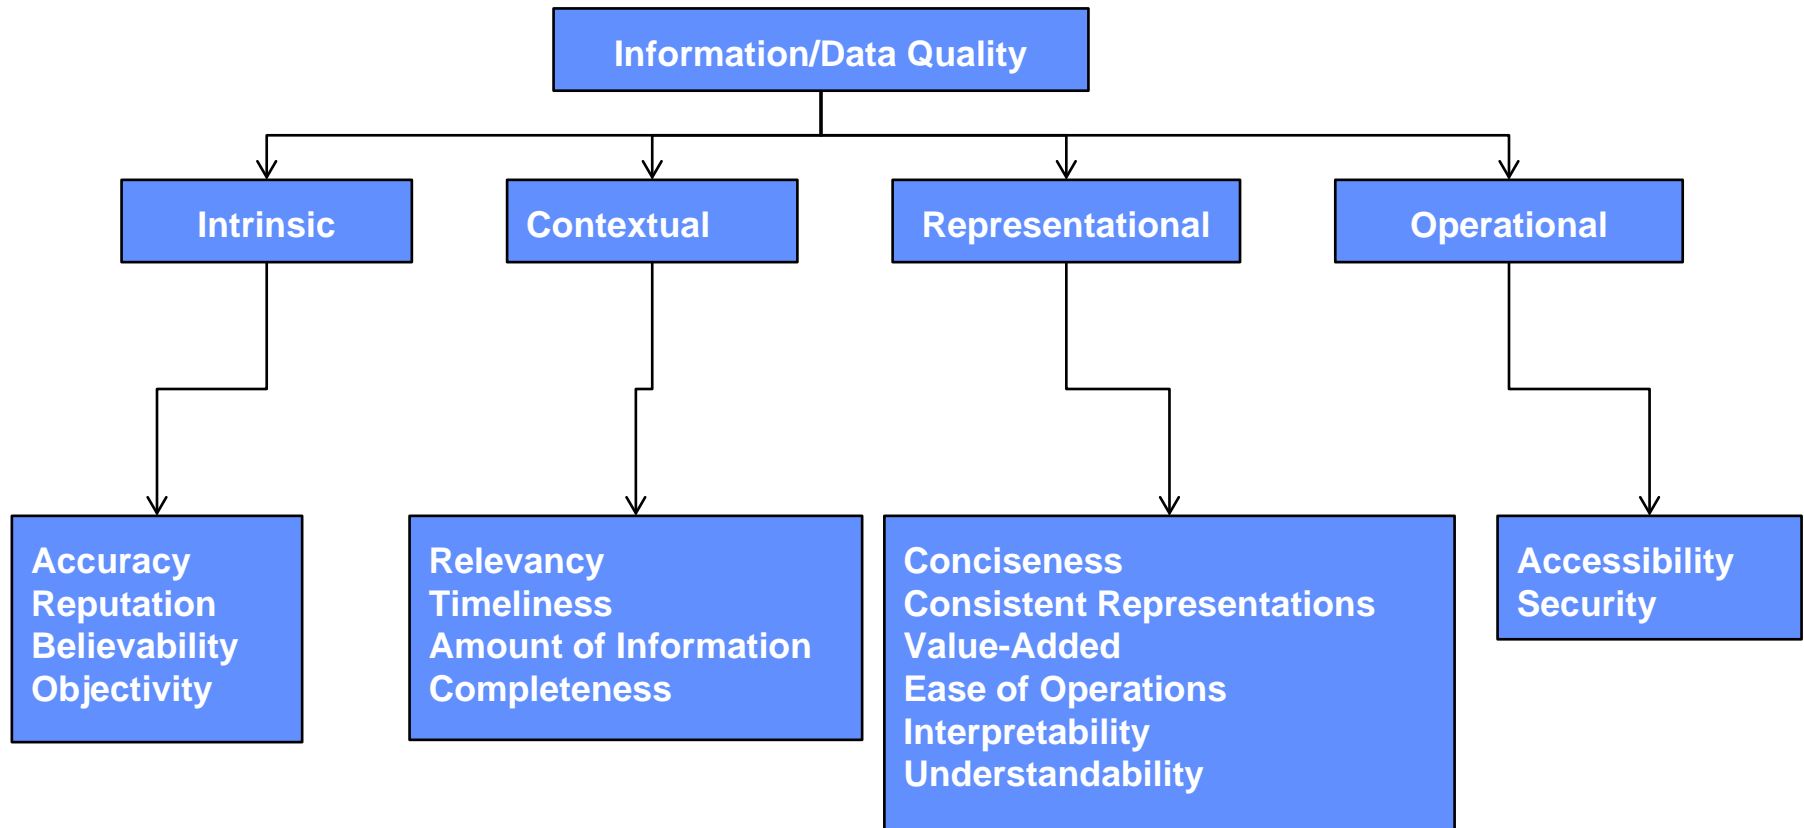 Information/Data Quality
Intrinsic
Contextual
Representational
Operational
Accuracy
Reputation
Believability
Objectivity
Relevancy
Timeliness
Amount of Information
Completeness
Conciseness
Consistent Representations
Value-Added
Ease of Operations
Interpretability
Understandability
Accessibility
Security